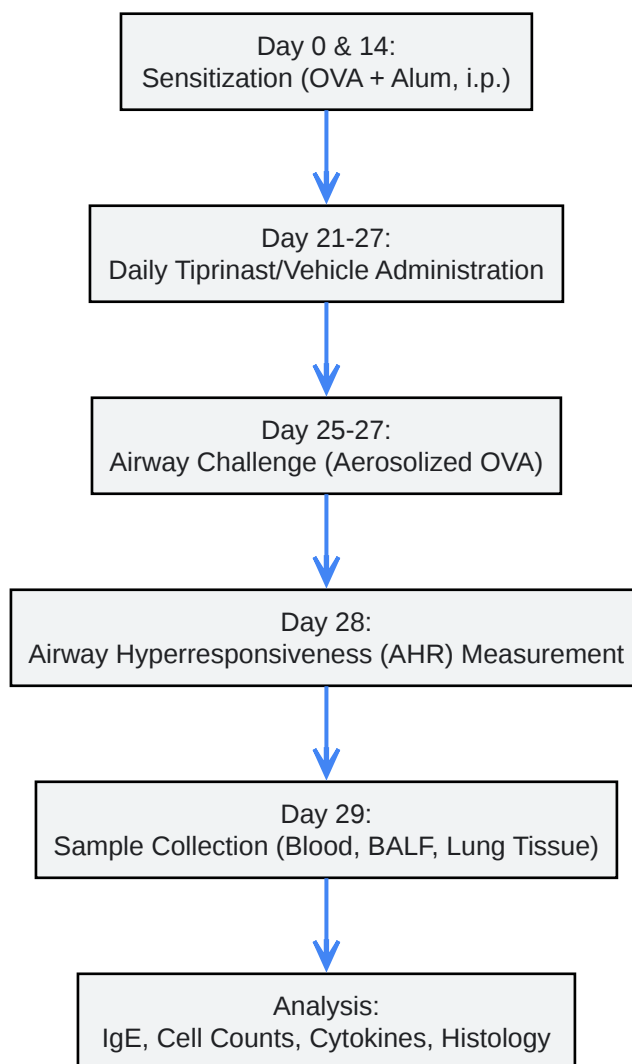 Day 0 & 14:
Sensitization (OVA + Alum, i.p.)
Day 21-27:
Daily Tiprinast/Vehicle Administration
Day 25-27:
Airway Challenge (Aerosolized OVA)
Day 28:
Airway Hyperresponsiveness (AHR) Measurement
Day 29:
Sample Collection (Blood, BALF, Lung Tissue)
Analysis:
IgE, Cell Counts, Cytokines, Histology